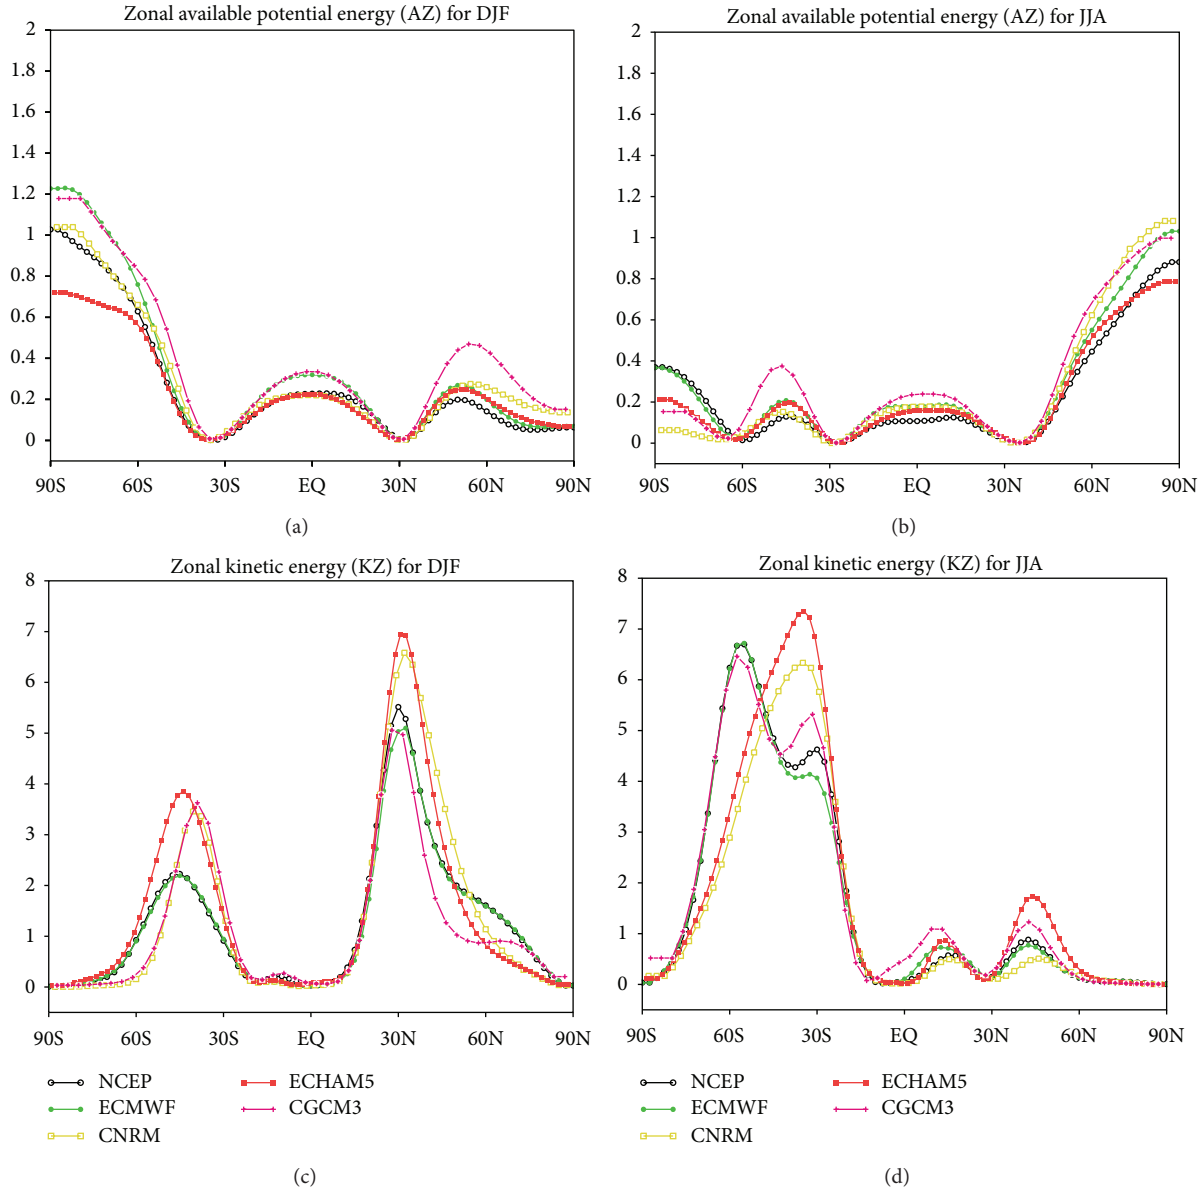 Zonal available potential energy (AZ) for DJF
2
1.8
1.6
1.4
1.2
1
0.8
0.6
0.4
0.2
0
90S 60S 30S EQ 30N 60N 90N
(a)
Zonal available potential energy (AZ) for JJA
2
1.8
1.6
1.4
1.2
1
0.8
0.6
0.4
0.2
0
90S 60S 30S EQ 30N 60N 90N
(b)
Zonal kinetic energy (KZ) for DJF
8
7
6
5
4
3
2
1
0
90S 60S 30S EQ 30N 60N 90N
NCEP ECHAM5
ECMWF CGCM3
CNRM
(c)
Zonal kinetic energy (KZ) for JJA
8
7
6
5
4
3
2
1
0
90S 60S 30S EQ 30N 60N 90N
NCEP ECHAM5
ECMWF CGCM3
CNRM
(d)